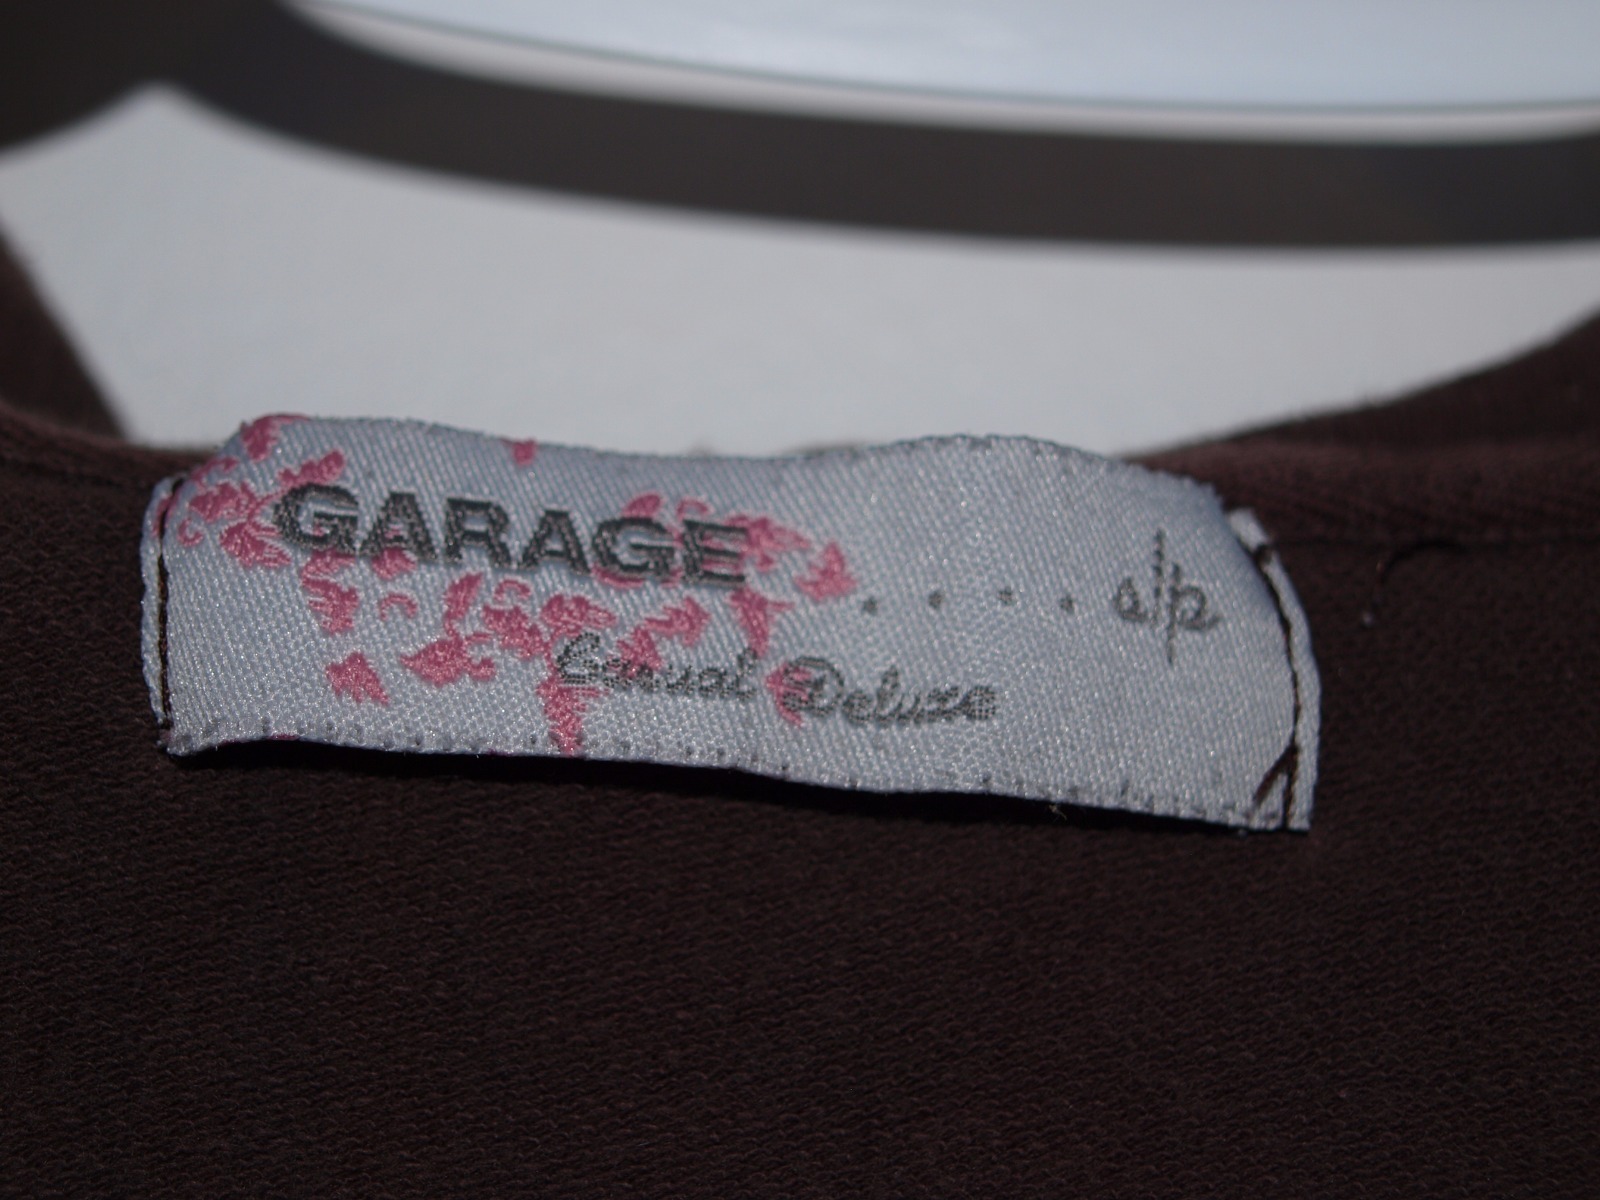 GARAGE .... s/p
Casual Deluxe